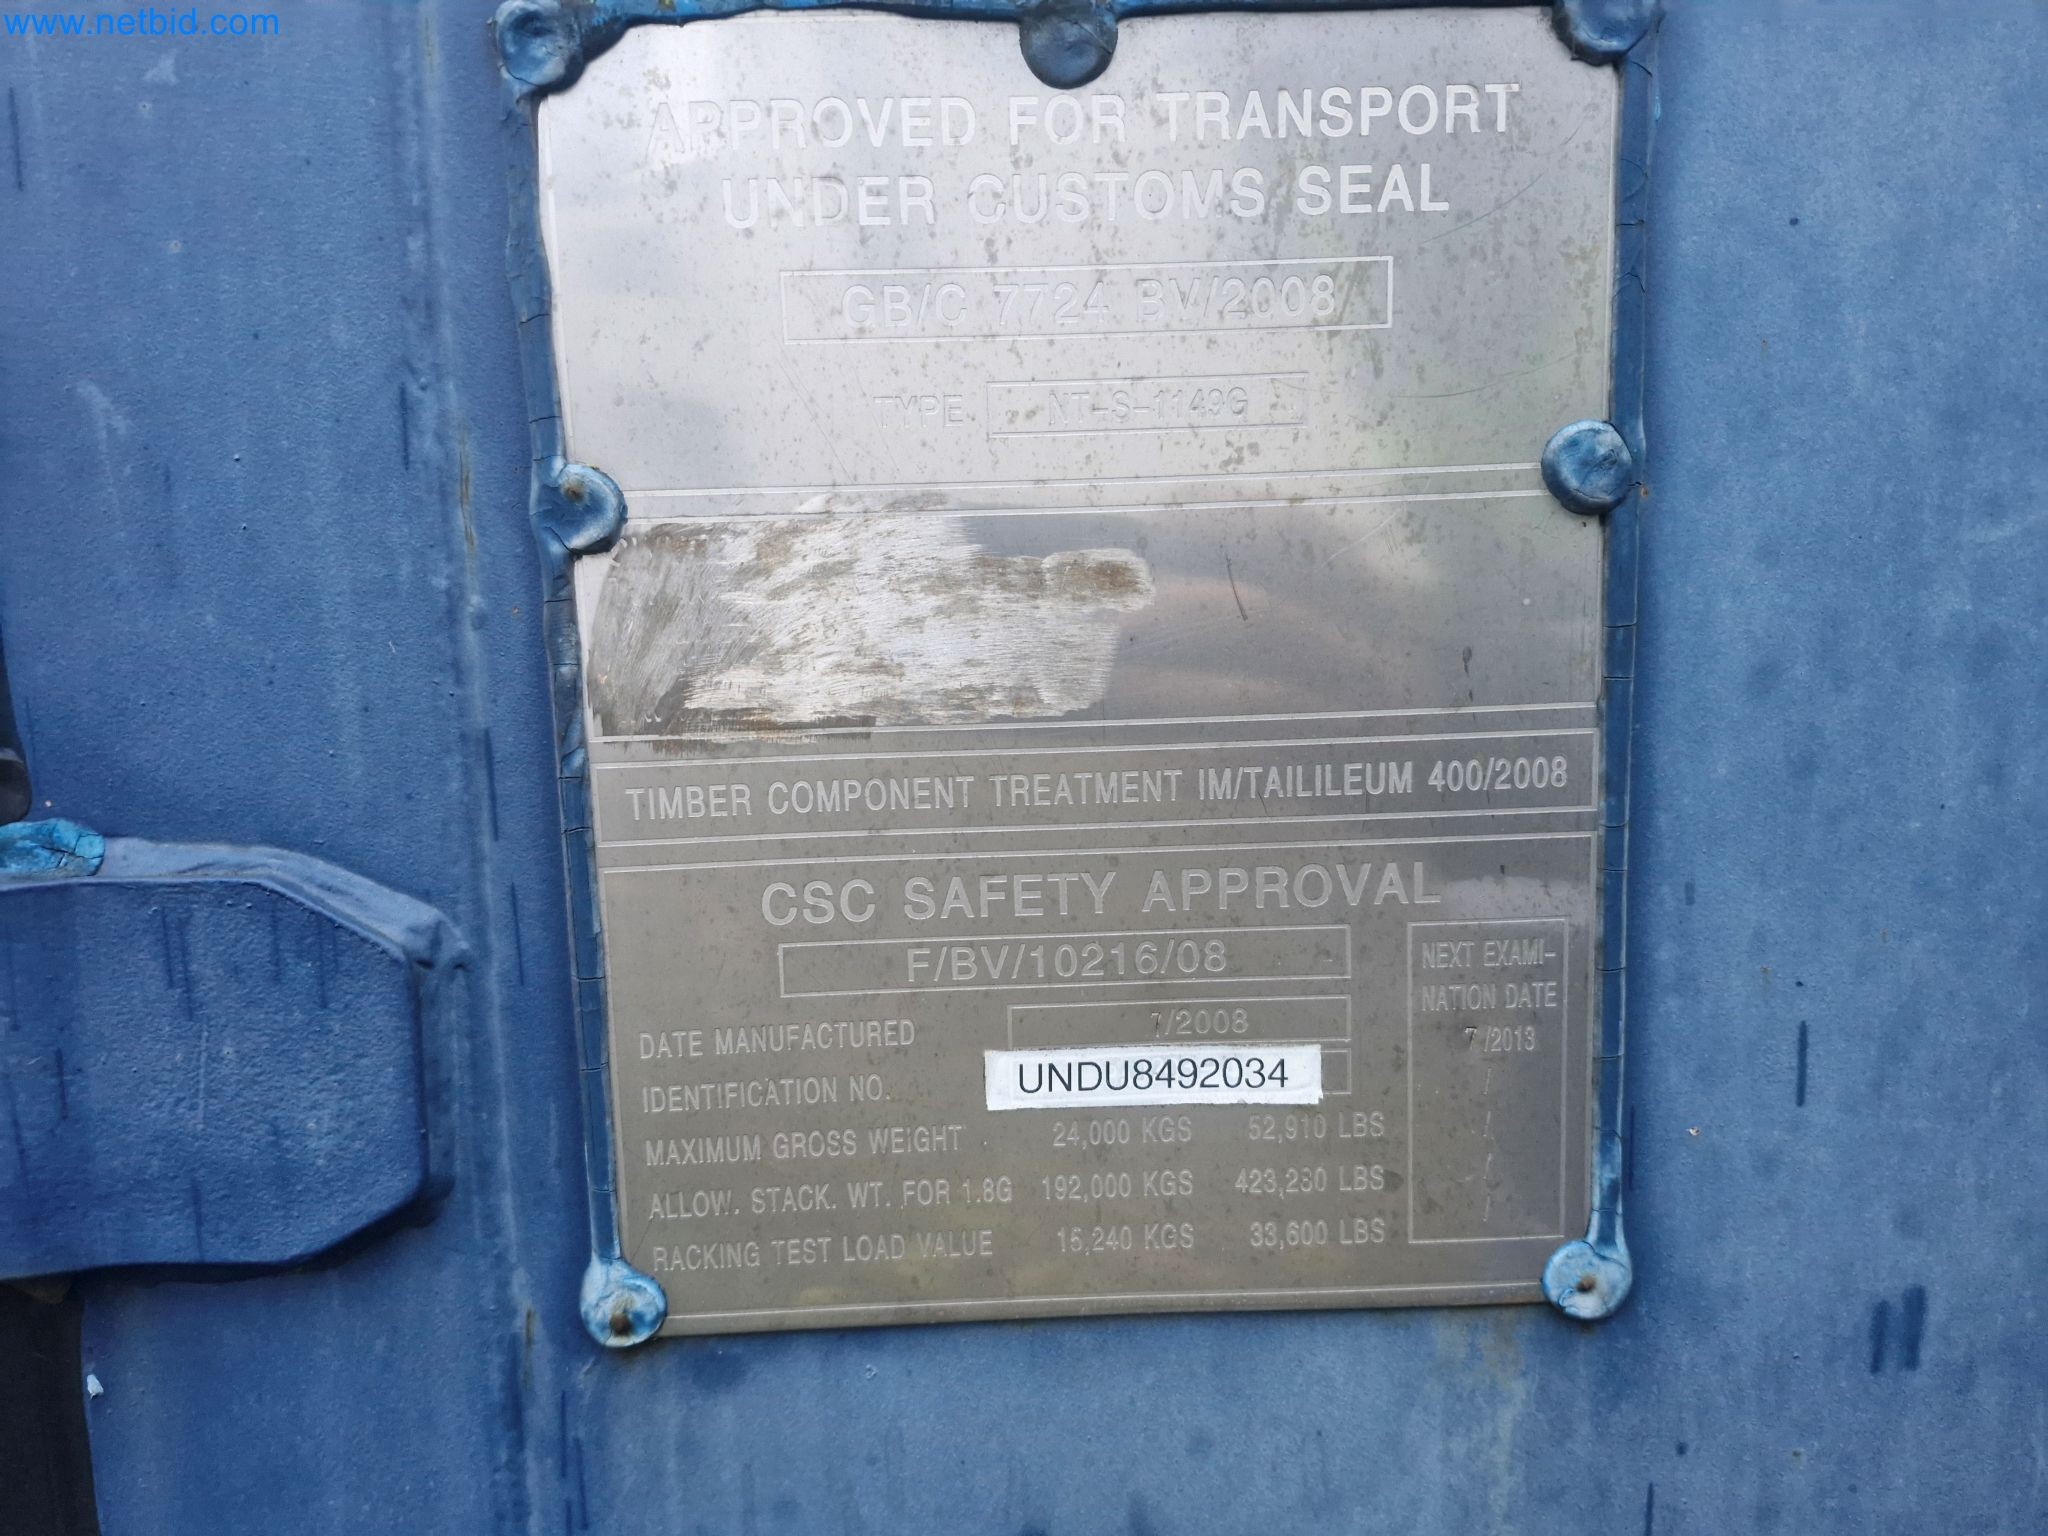 www.netbid.com
APPROVED FOR TRANSPORT
UNDER CUSTOMS SEAL
GB/C 7724 BV/2008
TYPE NT-S-1149G
TIMBER COMPONENT TREATMENT IM/TAILILEUM 400/2008
CSC SAFETY APPROVAL
F/BV/10216/08
NEXT EXAMI-
NATION DATE
7/2013
DATE MANUFACTURED 7/2008
IDENTIFICATION NO. UNDU8492034
MAXIMUM GROSS WEIGHT 24,000 KGS 52,910 LBS
ALLOW. STACK. WT. FOR 1.8G 192,000 KGS 423,280 LBS
RACKING TEST LOAD VALUE 15,240 KGS 33,600 LBS